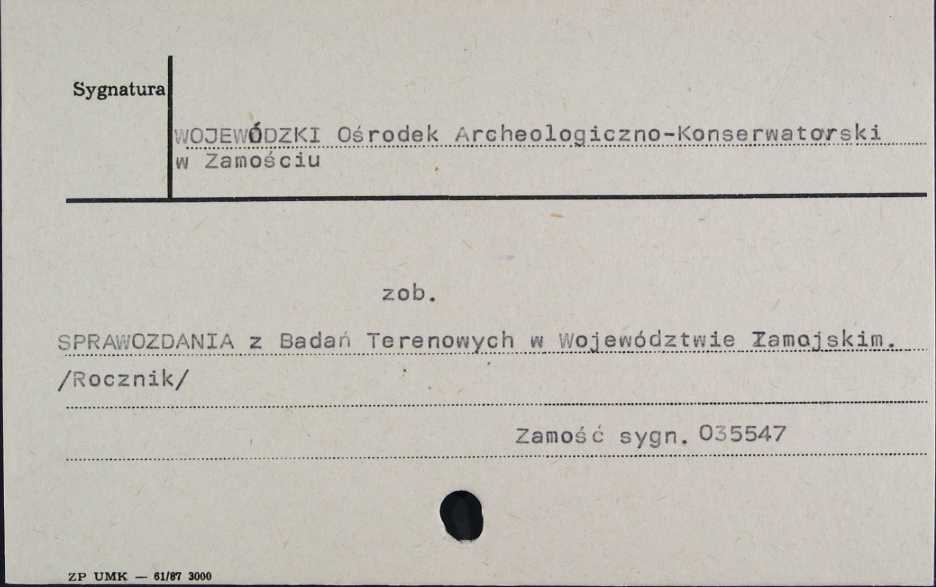 Sygnatura
WOJEWÓDZKI Ośrodek Archeologiczno-Konserwatorski
w Zamościu
zob.
SPRAWOZDANIA z Badań Terenowych w Województwie Zamojskim.
/Rocznik/
Zamość sygn. 035547
ZP UMK — 61/87 3000